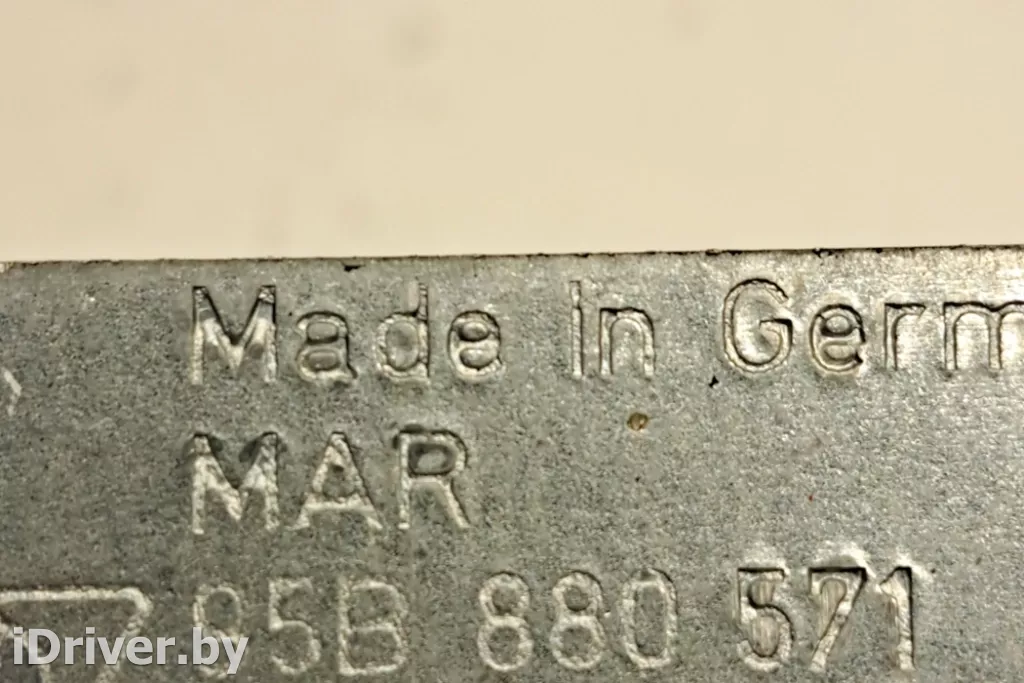 Made In Germ
MAR
95B 880 571
iDriver.by